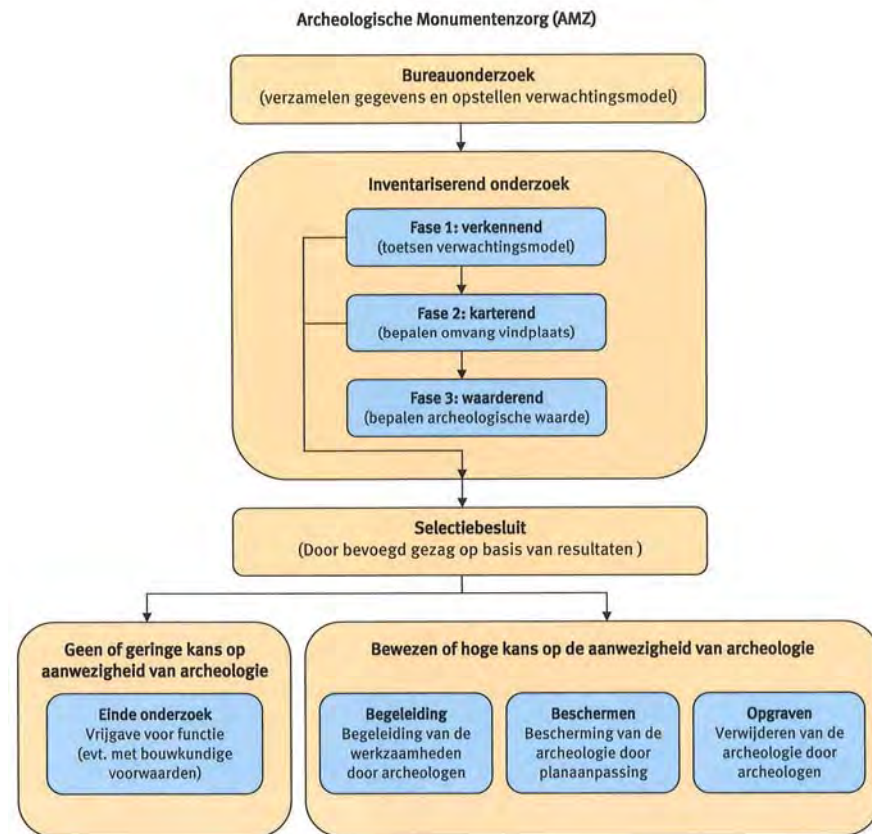 Archeologische Monumentenzorg (AMZ)
Bureauonderzoek
(verzamelen gegevens en opstellen verwachtingsmodel)
Inventariserend onderzoek
Fase 1: verkennend
(toetsen verwachtingsmodel)
Fase 2: karterend
(bepalen omvang vindplaats)
Fase 3: waarderend
(bepalen archeologische waarde)
Selectiebesluit
(Door bevoegd gezag op basis van resultaten )
Geen of geringe kans op
aanwezigheid van archeologie
Einde onderzoek
Vrijgave voor functie
(evt. met bouwkundige
voorwaarden)
Bewezen of hoge kans op de aanwezigheid van archeologie
Begeleiding
Begeleiding van de
werkzaamheden
door archeologen
Beschermen
Bescherming van de
archeologie door
planaanpassing
Opgraven
Verwijderen van de
archeologie door
archeologen